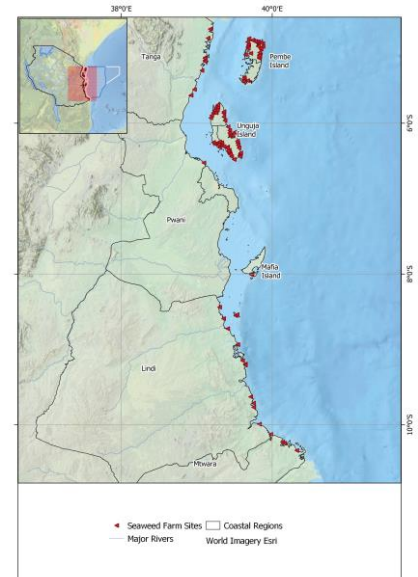 38°0'E 40°0'E
Tanga
Pembe
Island
6°0'S
Unguja
Island
Pwani
8°0'S
Mafia
Island
Lindi
10°0'S
Mtwara
Seaweed Farm Sites Coastal Regions
Major Rivers World Imagery Esri